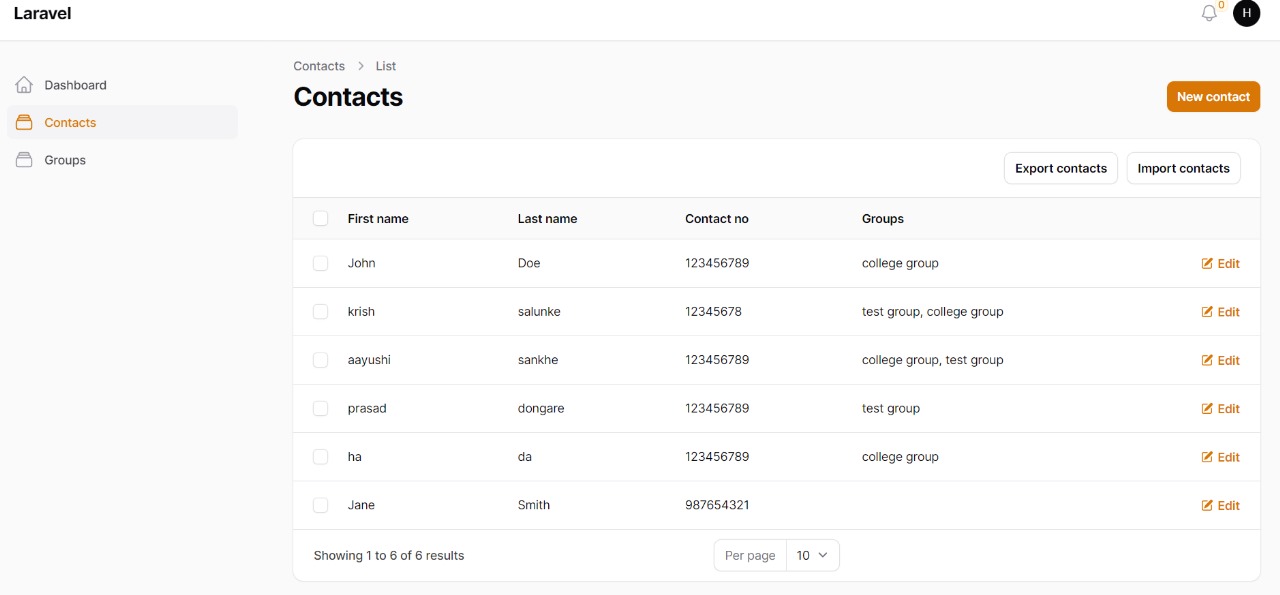 Laravel
0
H
Dashboard
Contacts
Groups
Contacts > List
Contacts
New contact
Export contacts Import contacts
First name Last name Contact no Groups
John Doe 123456789 college group Edit
krish salunke 12345678 test group, college group Edit
aayushi sankhe 123456789 college group, test group Edit
prasad dongare 123456789 test group Edit
ha da 123456789 college group Edit
Jane Smith 987654321 Edit
Showing 1 to 6 of 6 results Per page 10